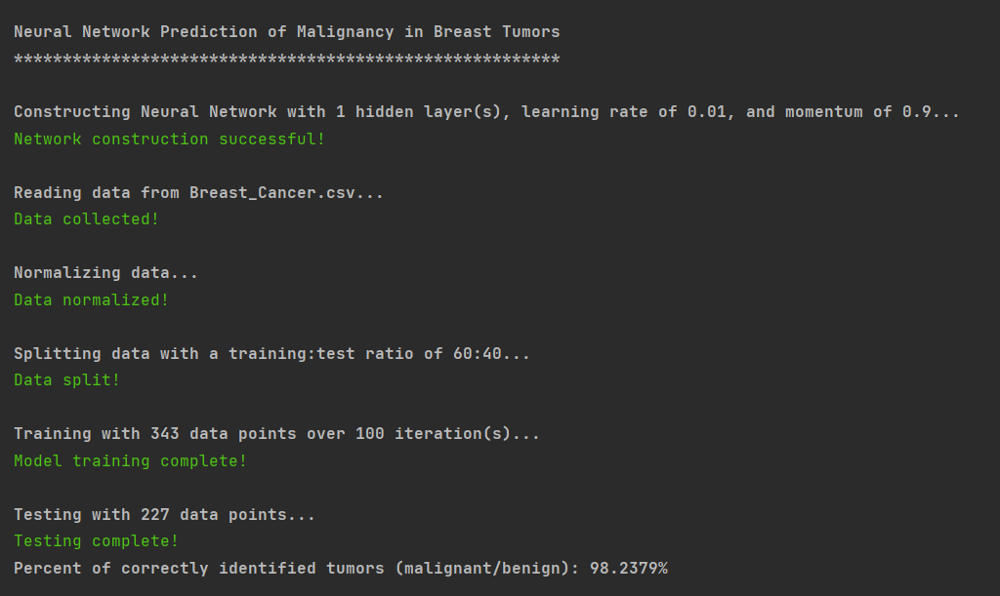 Neural Network Prediction of Malignancy in Breast Tumors
********************************************************
Constructing Neural Network with 1 hidden layer(s), learning rate of 0.01, and momentum of 0.9...
Network construction successful!
Reading data from Breast_Cancer.csv...
Data collected!
Normalizing data...
Data normalized!
Splitting data with a training:test ratio of 60:40...
Data split!
Training with 343 data points over 100 iteration(s)...
Model training complete!
Testing with 227 data points...
Testing complete!
Percent of correctly identified tumors (malignant/benign): 98.2379%